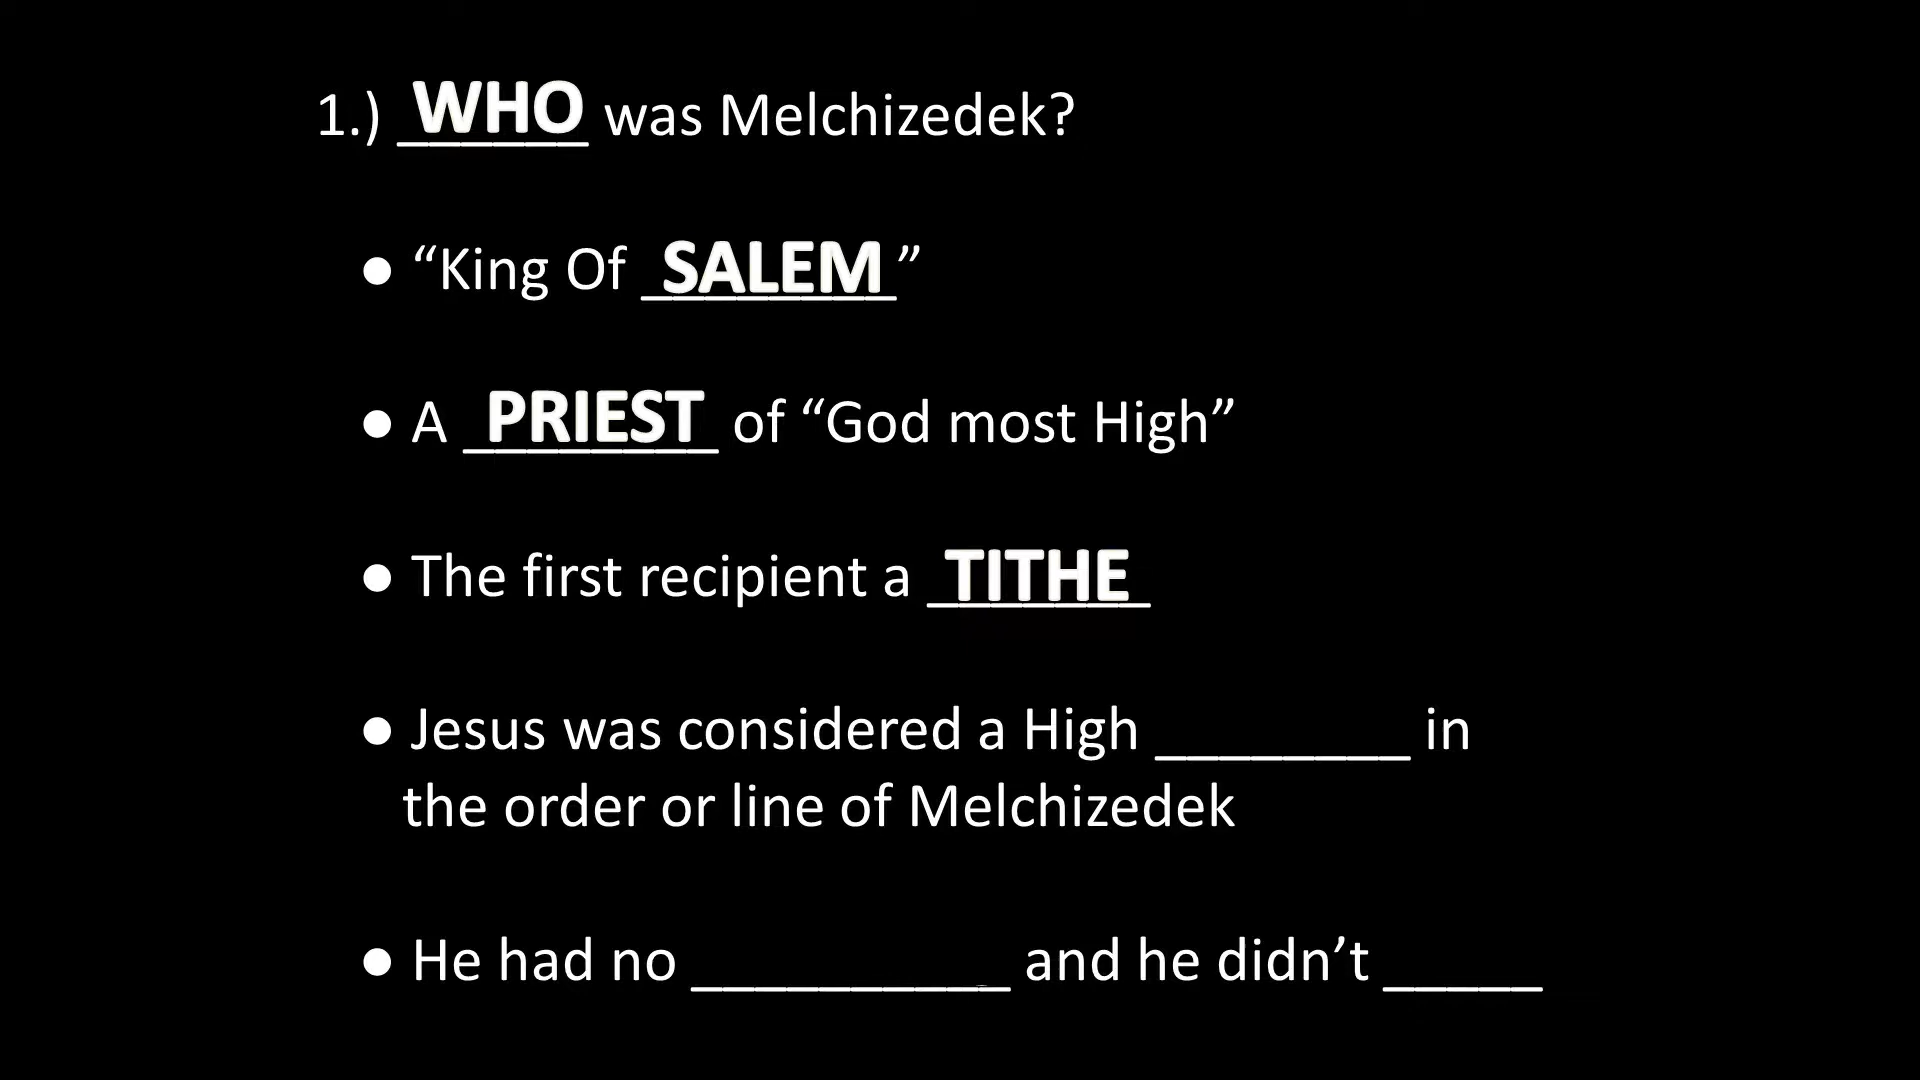 1.) WHO was Melchizedek?
● “King Of SALEM”
● A PRIEST of “God most High”
● The first recipient a TITHE
● Jesus was considered a High ________ in
the order or line of Melchizedek
● He had no __________ and he didn’t _____